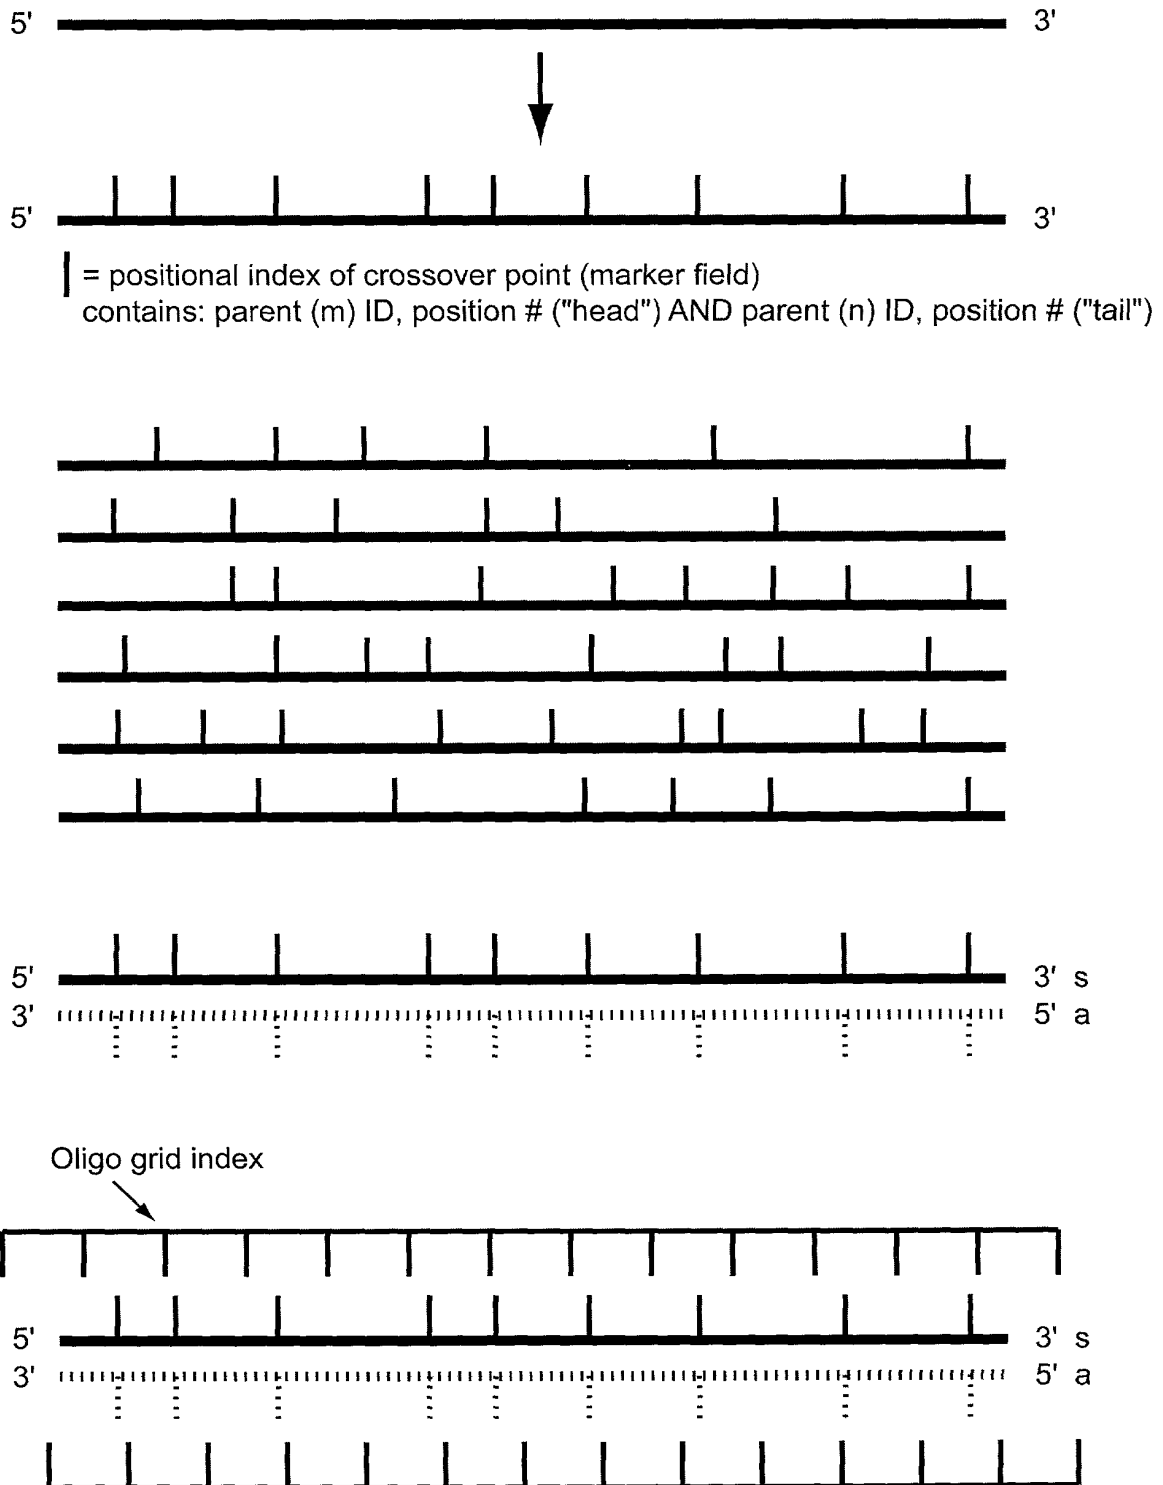 5' 3'
5' 3'
= positional index of crossover point (marker field)
contains: parent (m) ID, position # ("head") AND parent (n) ID, position # ("tail")
5' 3' s
3' 5' a
Oligo grid index
5' 3' s
3' 5' a